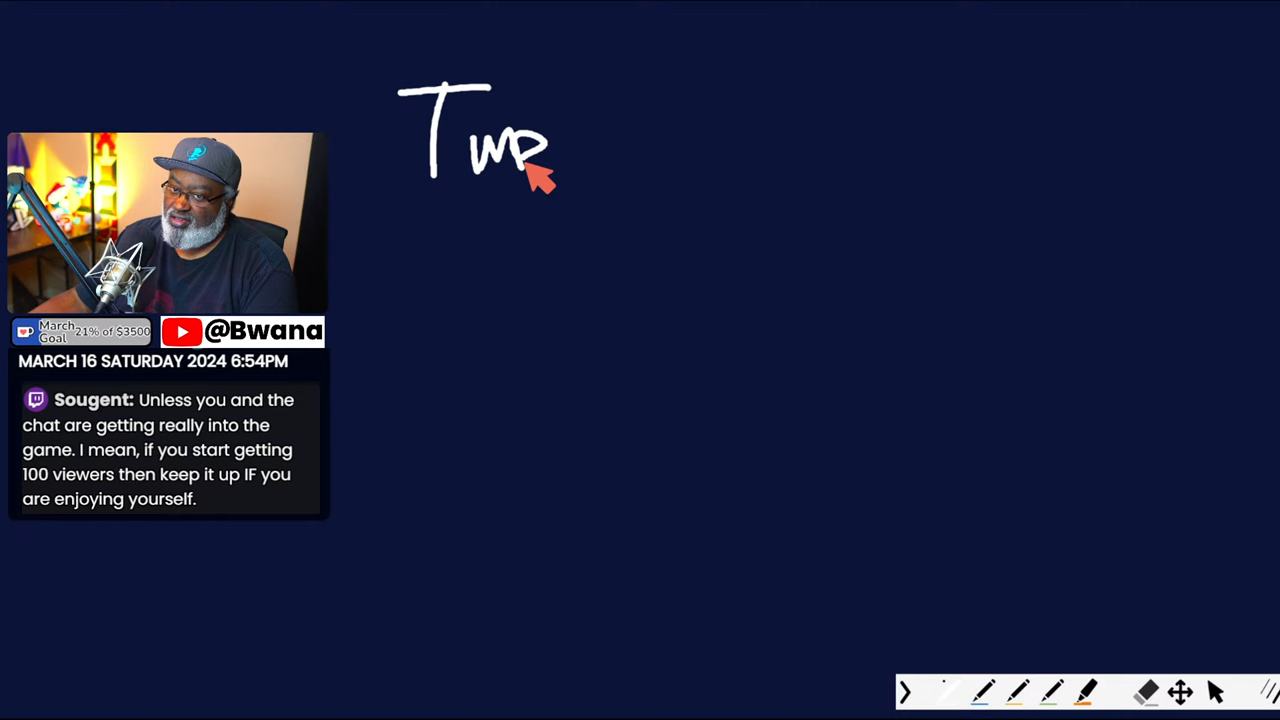 Twp
March
Goal
21% of $3500
@Bwana
MARCH 16 SATURDAY 2024 6:54PM
Sougent: Unless you and the
chat are getting really into the
game. I mean, if you start getting
100 viewers then keep it up IF you
are enjoying yourself.